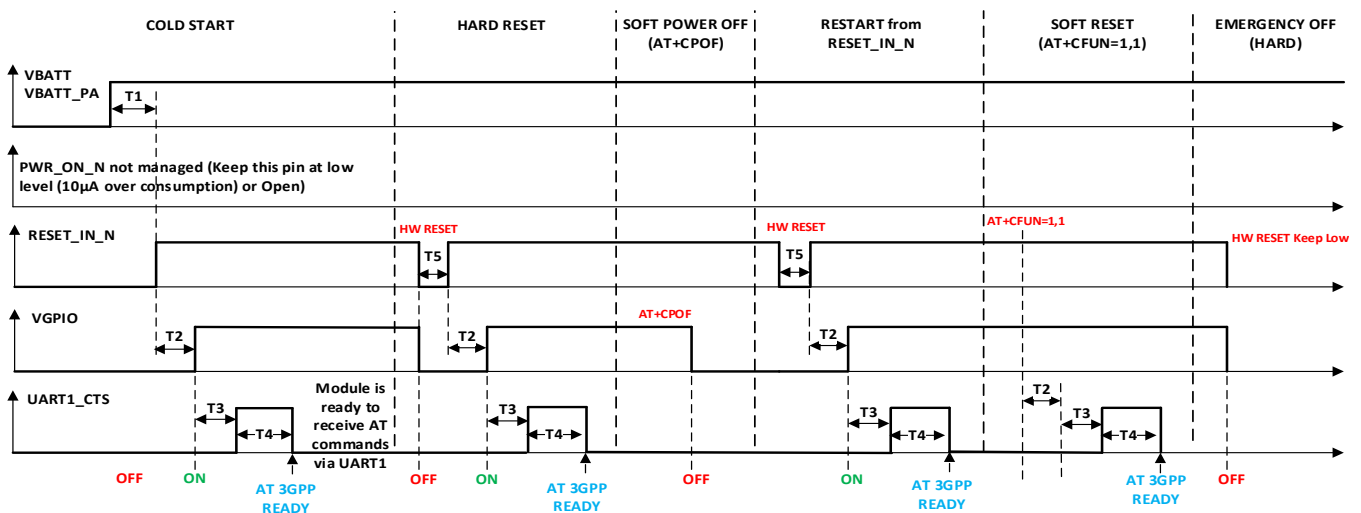 COLD START
HARD RESET
SOFT POWER OFF
(AT+CPOF)
RESTART from
RESET_IN_N
SOFT RESET
(AT+CFUN=1,1)
EMERGENCY OFF
(HARD)
VBATT
VBATT_PA
T1
PWR_ON_N not managed (Keep this pin at low
level (10µA over consumption) or Open)
RESET_IN_N
HW RESET
T5
HW RESET
T5
AT+CFUN=1,1
HW RESET Keep Low
VGPIO
T2
T2
AT+CPOF
T2
UART1_CTS
T3
T4
Module is
ready to
receive AT
commands
via UART1
T3
T4
T3
T4
T2
T3
T4
OFF
ON
AT 3GPP
READY
OFF
ON
AT 3GPP
READY
OFF
ON
AT 3GPP
READY
AT 3GPP
READY
OFF